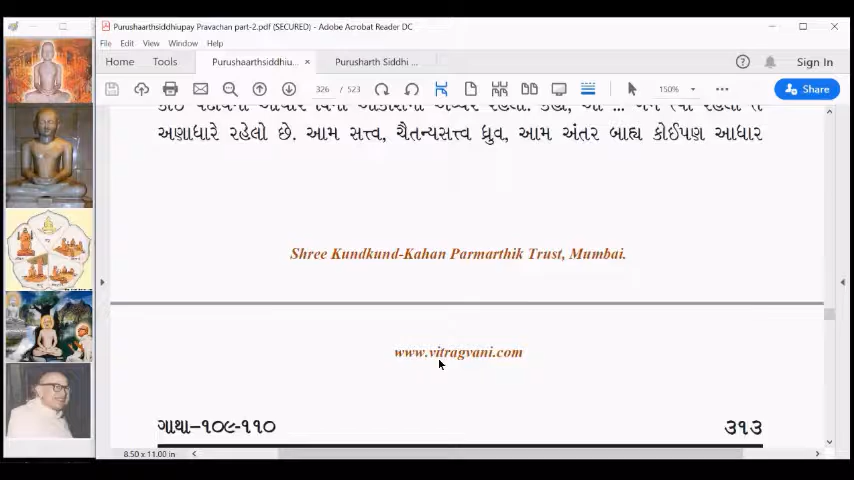 Purushaarthsiddhiupay Pravachan part-2.pdf (SECURED) - Adobe Acrobat Reader DC
File Edit View Window Help
Home Tools Purushaarthsiddhiu... × Purusharth Siddhi ... Sign In
326 / 523 150% Share
અણાધારે રહેલો છે. આમ સત્ત્વ, ચૈતન્યસત્ત્વ ધ્રુવ, આમ અંતર બાહ્ય કોઈપણ આધાર
Shree Kundkund-Kahan Parmarthik Trust, Mumbai.
www.vitragvani.com
ગાથા–૧૦૯-૧૧૦ ૩૧૩
8.50 x 11.00 in